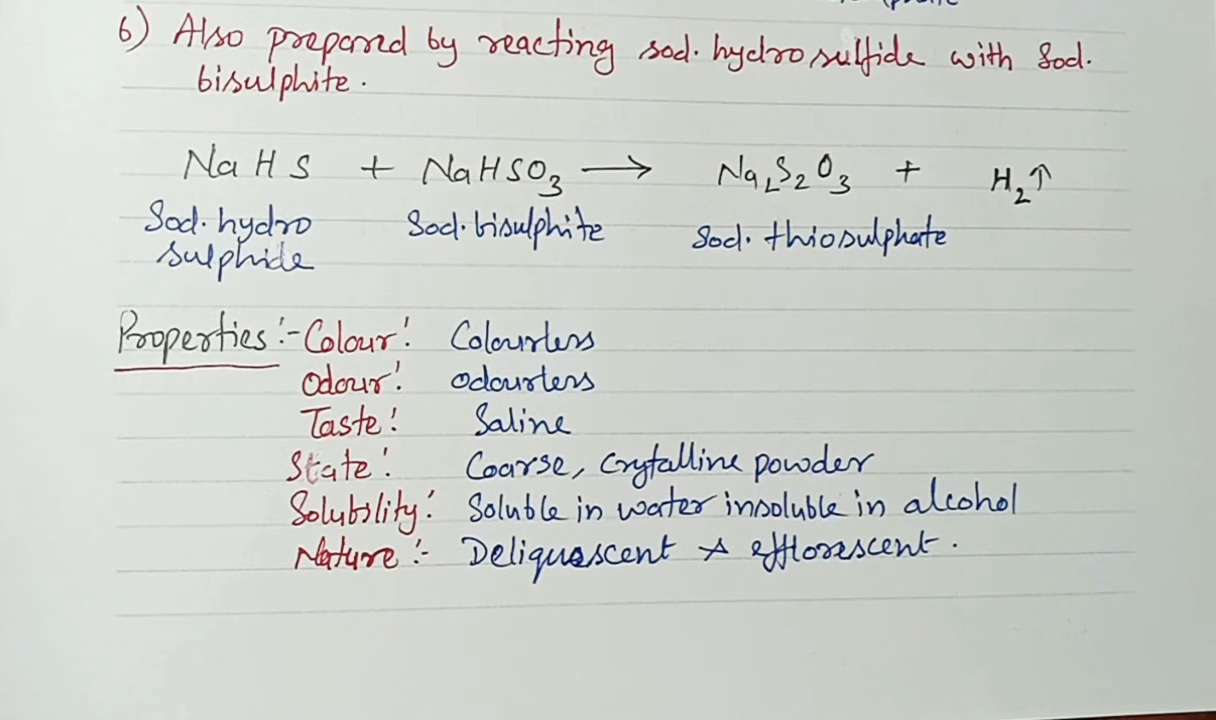 6) Also prepared by reacting sod. hydrosulfide with Sod.
bisulphite.
NaHS + NaHSO3 → Na2S2O3 + H2↑
Sod. hydro Sod. bisulphite Sod. thiosulphate
sulphide
Properties:- Colour: Colourless
Odour: odourless
Taste: Saline
State: Coarse, Crytalline powder
Solubility: Soluble in water insoluble in alcohol
Nature:- Deliquescent & efflorescent.